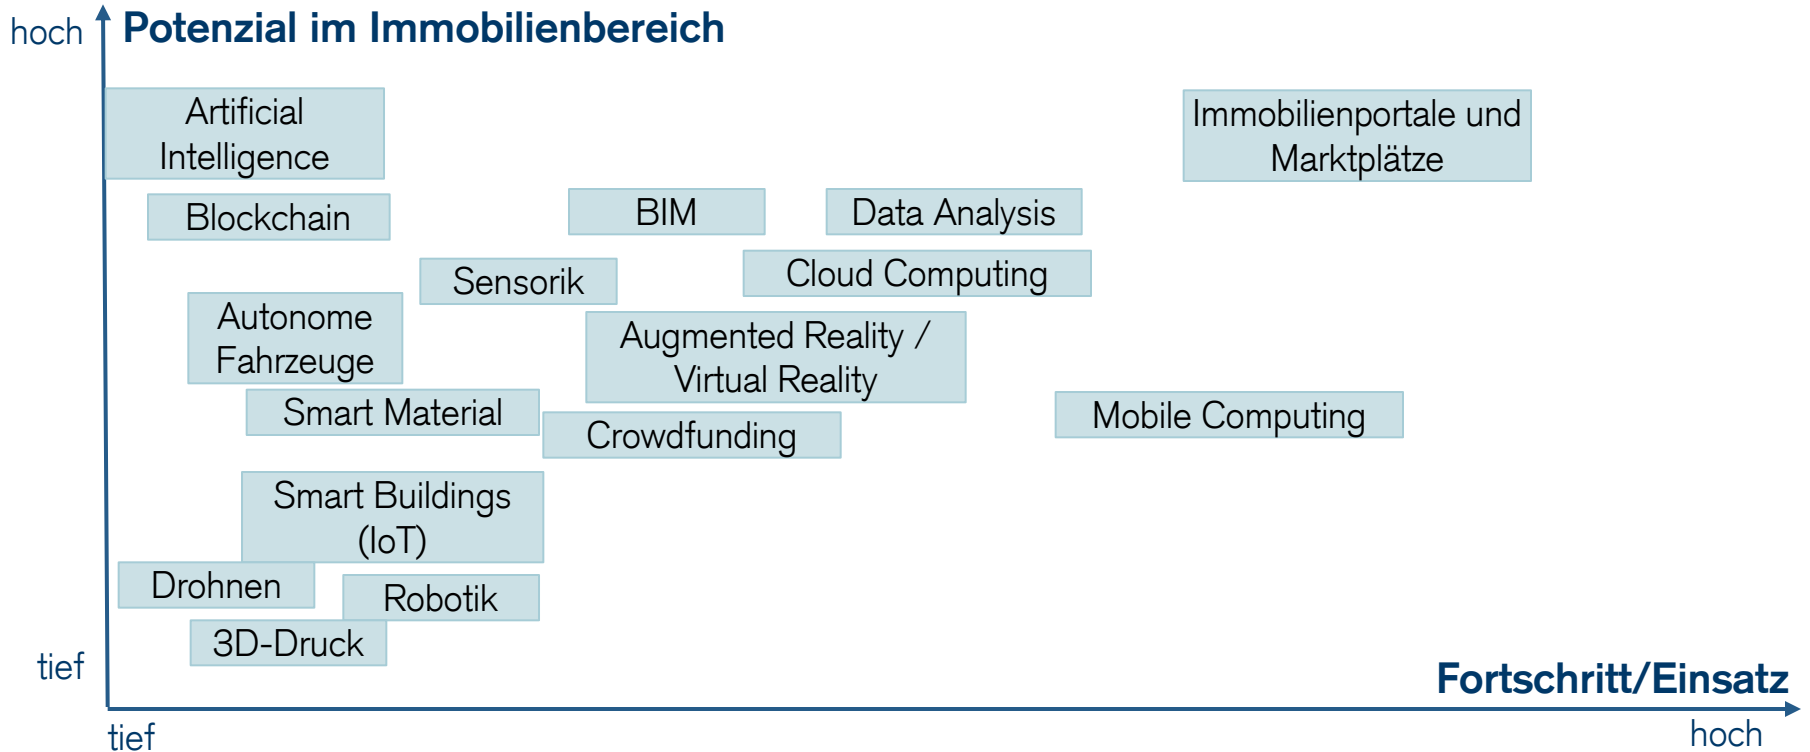 hoch
Potenzial im Immobilienbereich
Artificial
Intelligence
Immobilienportale und
Marktplätze
Blockchain
BIM
Data Analysis
Sensorik
Cloud Computing
Autonome
Fahrzeuge
Augmented Reality /
Virtual Reality
Smart Material
Crowdfunding
Mobile Computing
Smart Buildings
(IoT)
Drohnen
Robotik
3D-Druck
tief
Fortschritt/Einsatz
tief
hoch